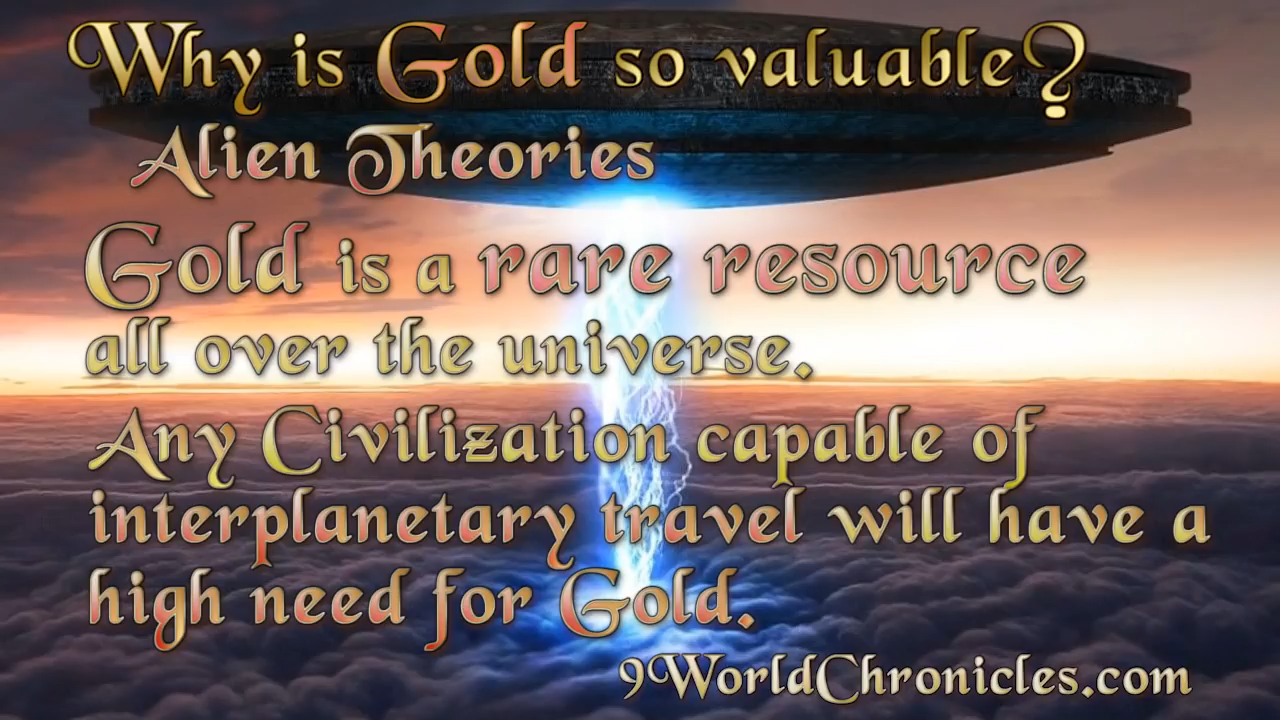 Why is Gold so valuable?
Alien Theories
Gold is a rare resource
all over the universe.
Any Civilization capable of
interplanetary travel will have a
high need for Gold.
9WorldChronicles.com